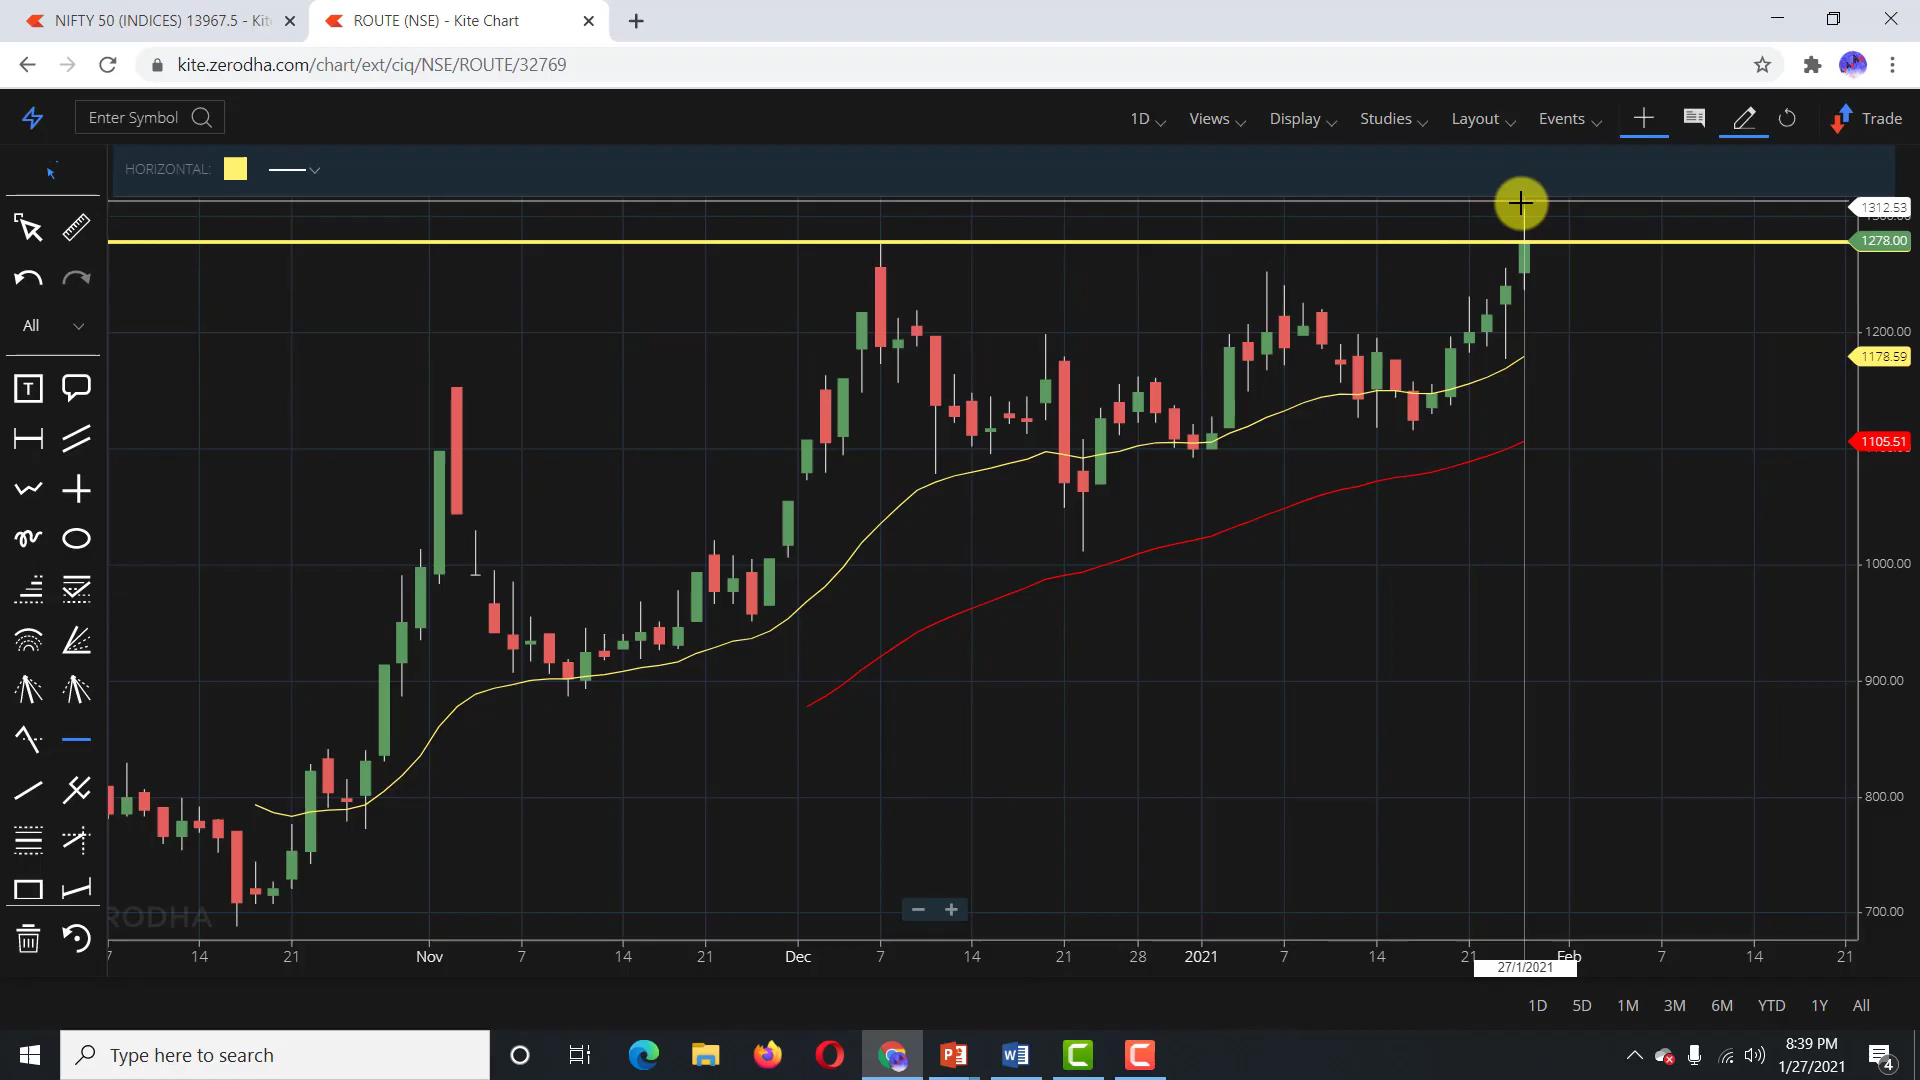 NIFTY 50 (INDICES) 13967.5 - Kit
ROUTE (NSE) - Kite Chart
kite.zerodha.com/chart/ext/ciq/NSE/ROUTE/32769
Enter Symbol
1D
Views
Display
Studies
Layout
Events
Trade
HORIZONTAL:
All
T
1312.53
1278.00
1200.00
1178.59
1105.51
1000.00
900.00
800.00
700.00
RODHA
7 14 21 Nov 7 14 21 Dec 7 14 21 28 2021 7 14 21 Feb 7 14 21
27/1/2021
1D 5D 1M 3M 6M YTD 1Y All
Type here to search
8:39 PM
1/27/2021
4